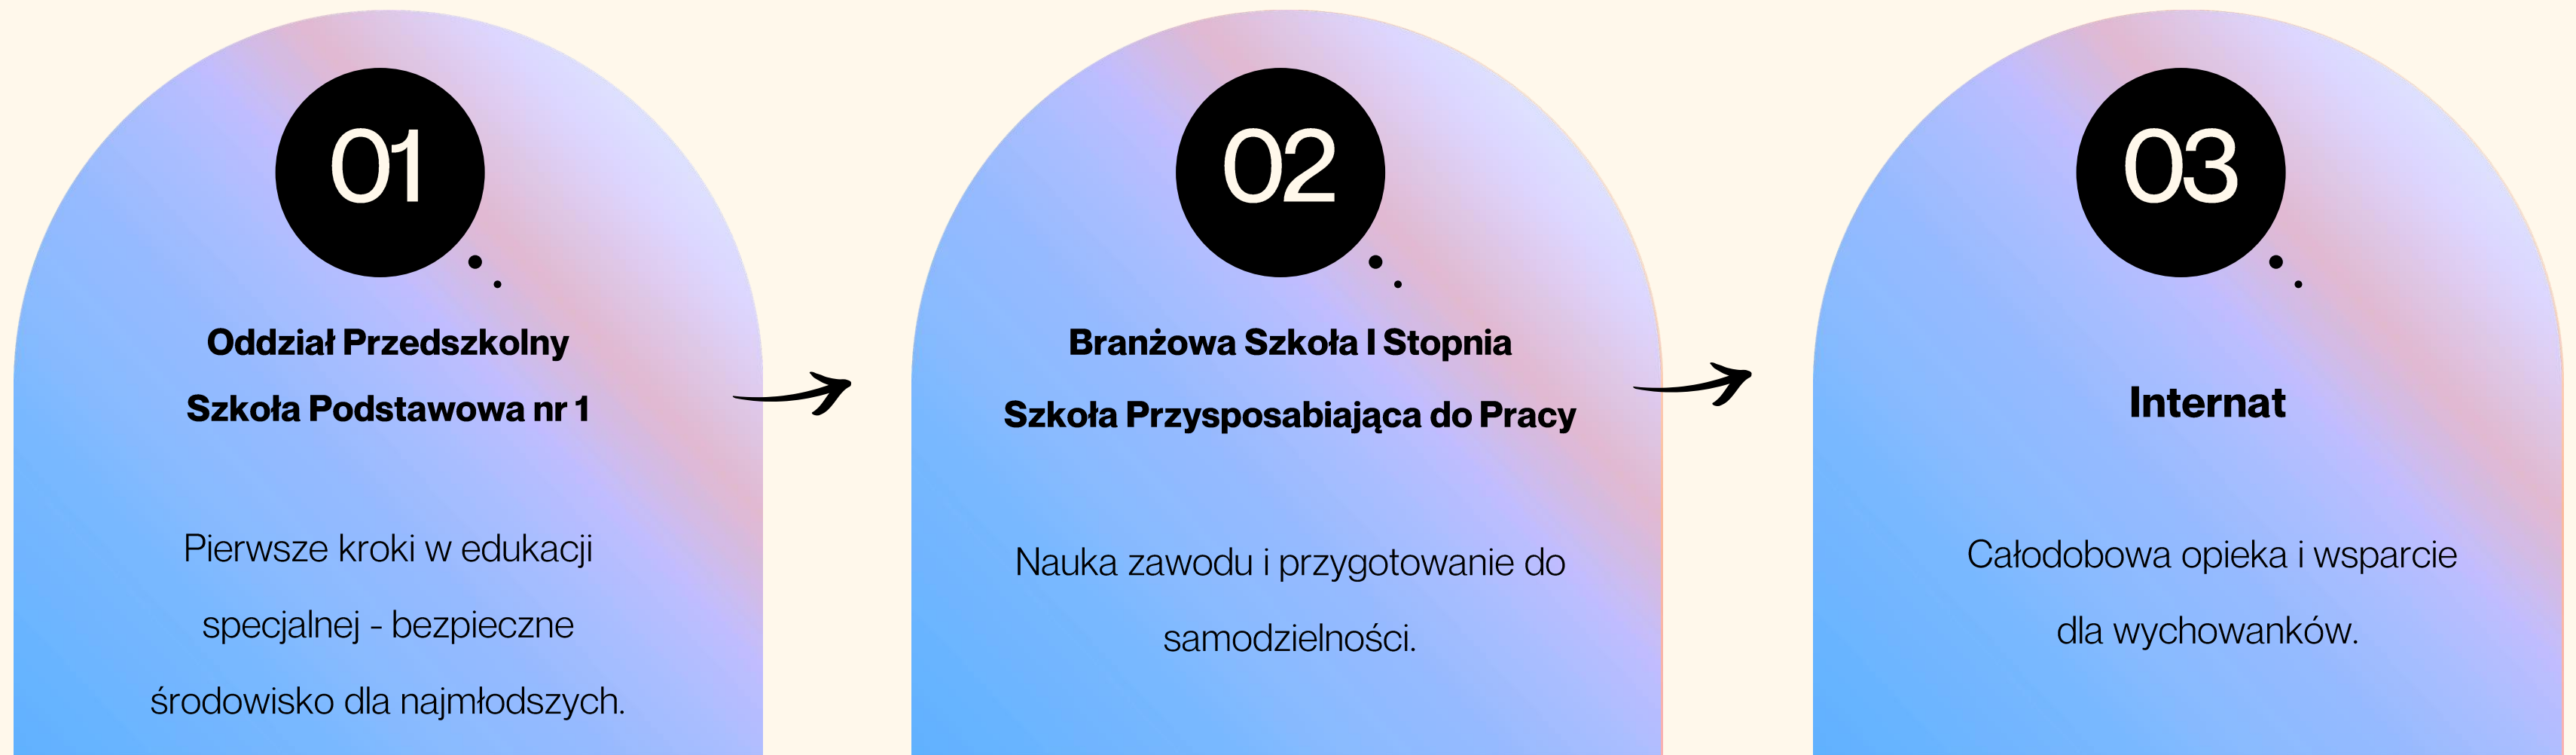 01
Oddział Przedszkolny
Szkoła Podstawowa nr 1
Pierwsze kroki w edukacji
specjalnej - bezpieczne
środowisko dla najmłodszych.
02
Branżowa Szkoła I Stopnia
Szkoła Przysposabiająca do Pracy
Nauka zawodu i przygotowanie do
samodzielności.
03
Internat
Całodobowa opieka i wsparcie
dla wychowanków.